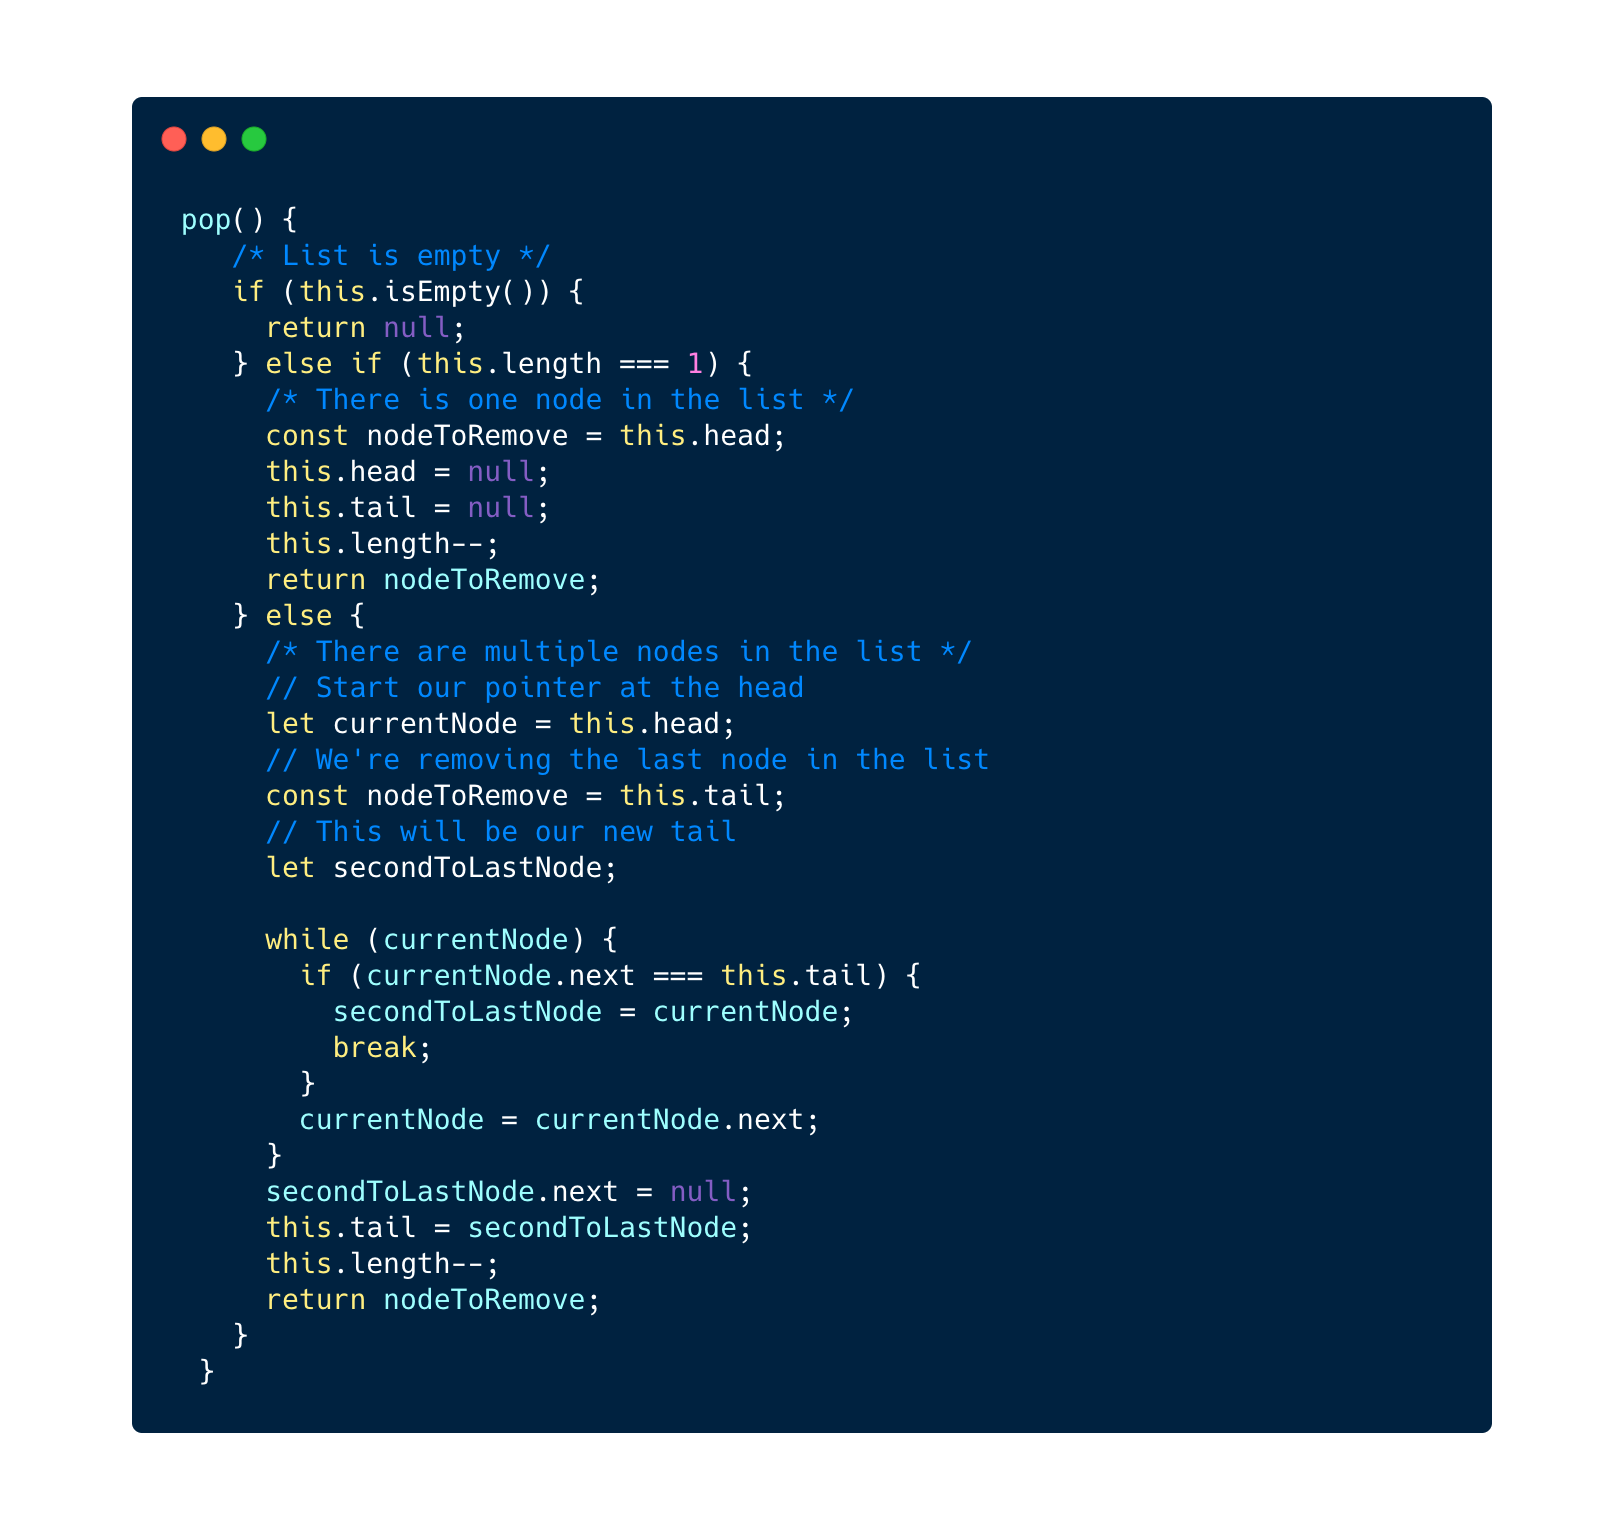 pop() {
   /* List is empty */
   if (this.isEmpty()) {
     return null;
   } else if (this.length === 1) {
     /* There is one node in the list */
     const nodeToRemove = this.head;
     this.head = null;
     this.tail = null;
     this.length--;
     return nodeToRemove;
   } else {
     /* There are multiple nodes in the list */
     // Start our pointer at the head
     let currentNode = this.head;
     // We're removing the last node in the list
     const nodeToRemove = this.tail;
     // This will be our new tail
     let secondToLastNode;

     while (currentNode) {
       if (currentNode.next === this.tail) {
         secondToLastNode = currentNode;
         break;
       }
       currentNode = currentNode.next;
     }
     secondToLastNode.next = null;
     this.tail = secondToLastNode;
     this.length--;
     return nodeToRemove;
   }
 }